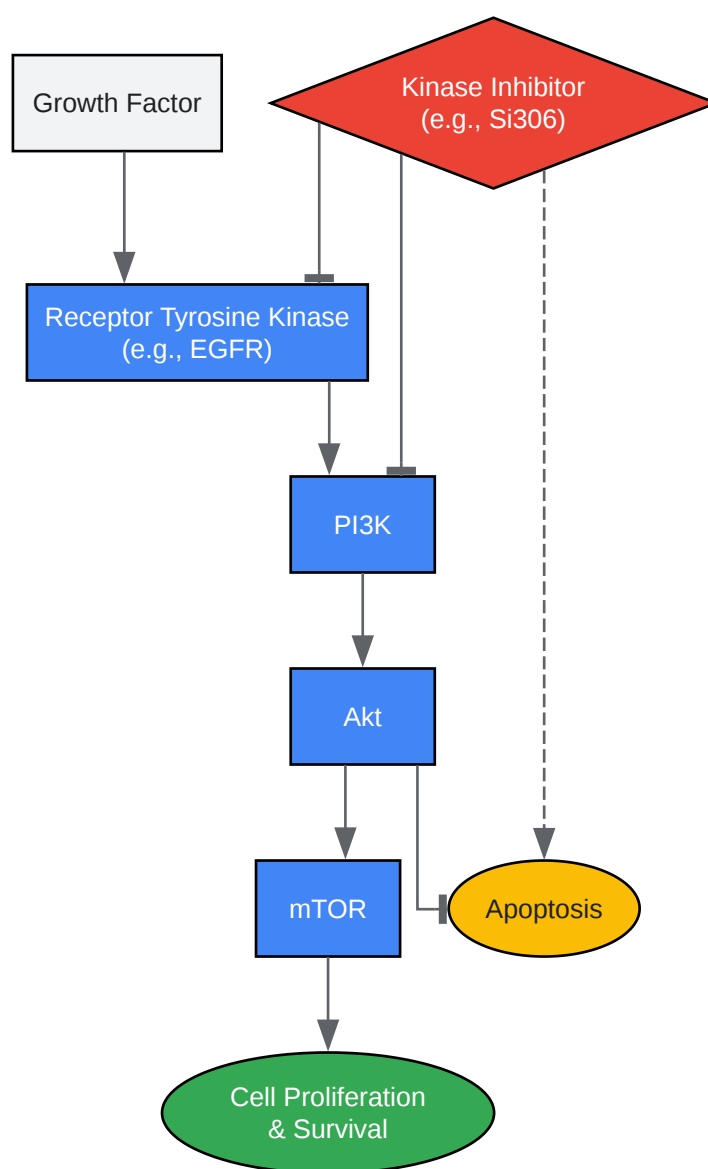 Growth Factor
Kinase Inhibitor
(e.g., Si306)
Receptor Tyrosine Kinase
(e.g., EGFR)
PI3K
Akt
mTOR
Apoptosis
Cell Proliferation
& Survival